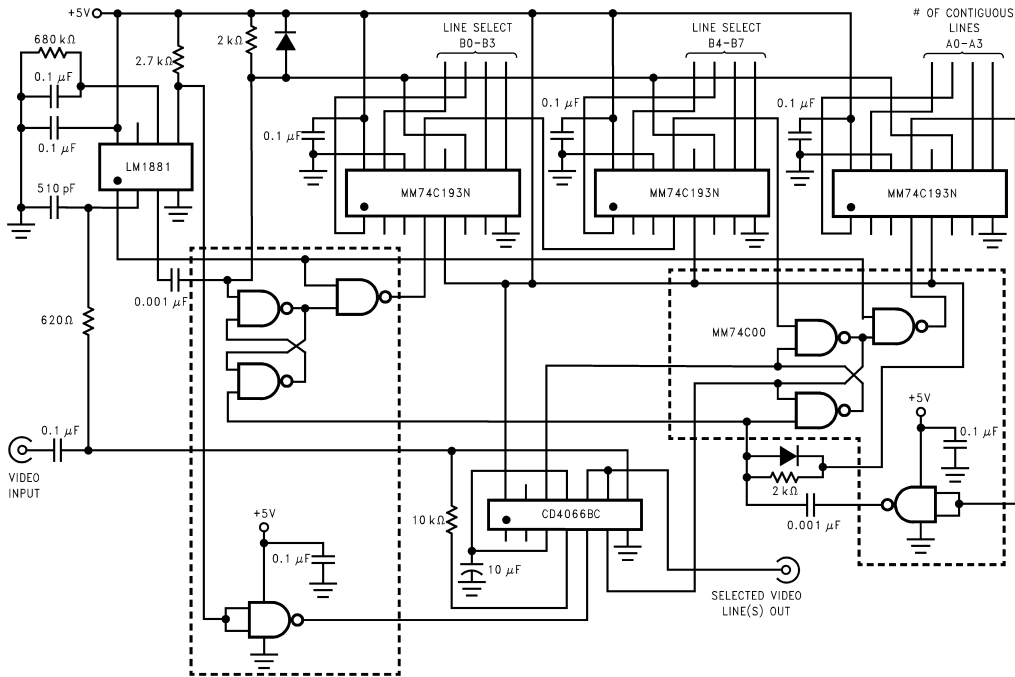 +5V
680 kΩ
0.1 μF
0.1 μF
2.7 kΩ
2 kΩ
LINE SELECT
B0-B3
LINE SELECT
B4-B7
# OF CONTIGUOUS
LINES
A0-A3
0.1 μF
0.1 μF
0.1 μF
LM1881
MM74C193N
MM74C193N
MM74C193N
510 pF
0.001 μF
620Ω
MM74C00
+5V
0.1 μF
0.1 μF
VIDEO
INPUT
2 kΩ
0.001 μF
10 kΩ
CD4066BC
+5V
0.1 μF
10 μF
SELECTED VIDEO
LINE(S) OUT